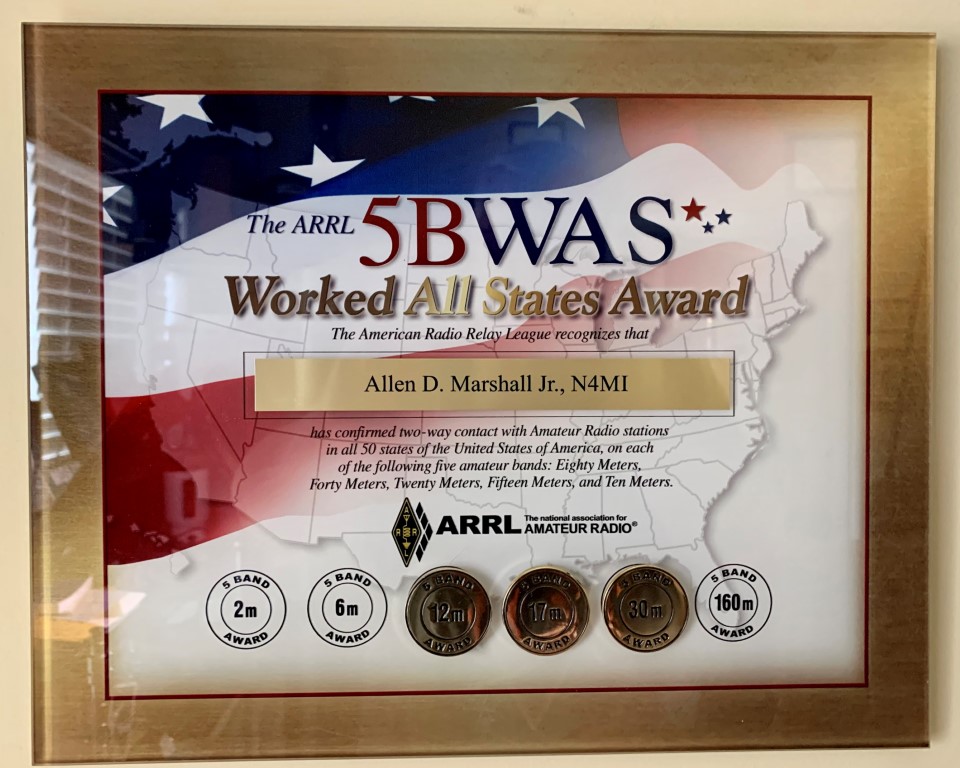 The ARRL 5BWAS
Worked All States Award
The American Radio Relay League recognizes that
Allen D. Marshall Jr., N4MI
has confirmed two-way contact with Amateur Radio stations
in all 50 states of the United States of America, on each
of the following five amateur bands: Eighty Meters,
Forty Meters, Twenty Meters, Fifteen Meters, and Ten Meters.
ARRL The national association for
AMATEUR RADIO®
5 BAND
2m
AWARD
5 BAND
6m
AWARD
5 BAND
12m
AWARD
5 BAND
17m
AWARD
5 BAND
30m
AWARD
5 BAND
160m
AWARD